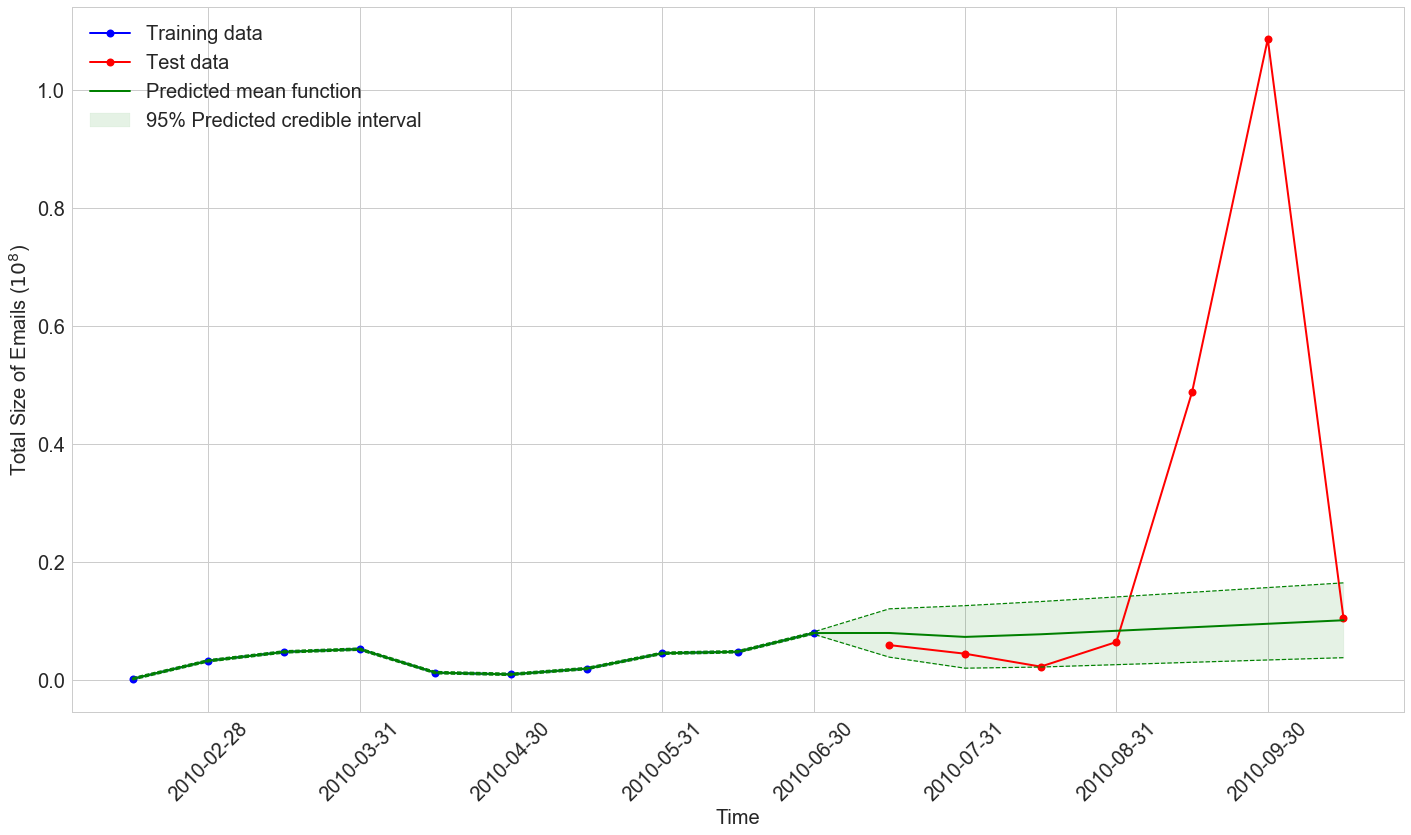 Training data
Test data
Predicted mean function
95% Predicted credible interval
Total Size of Emails (10⁸)
1.0
0.8
0.6
0.4
0.2
0.0
2010-02-28
2010-03-31
2010-04-30
2010-05-31
2010-06-30
2010-07-31
2010-08-31
2010-09-30
Time